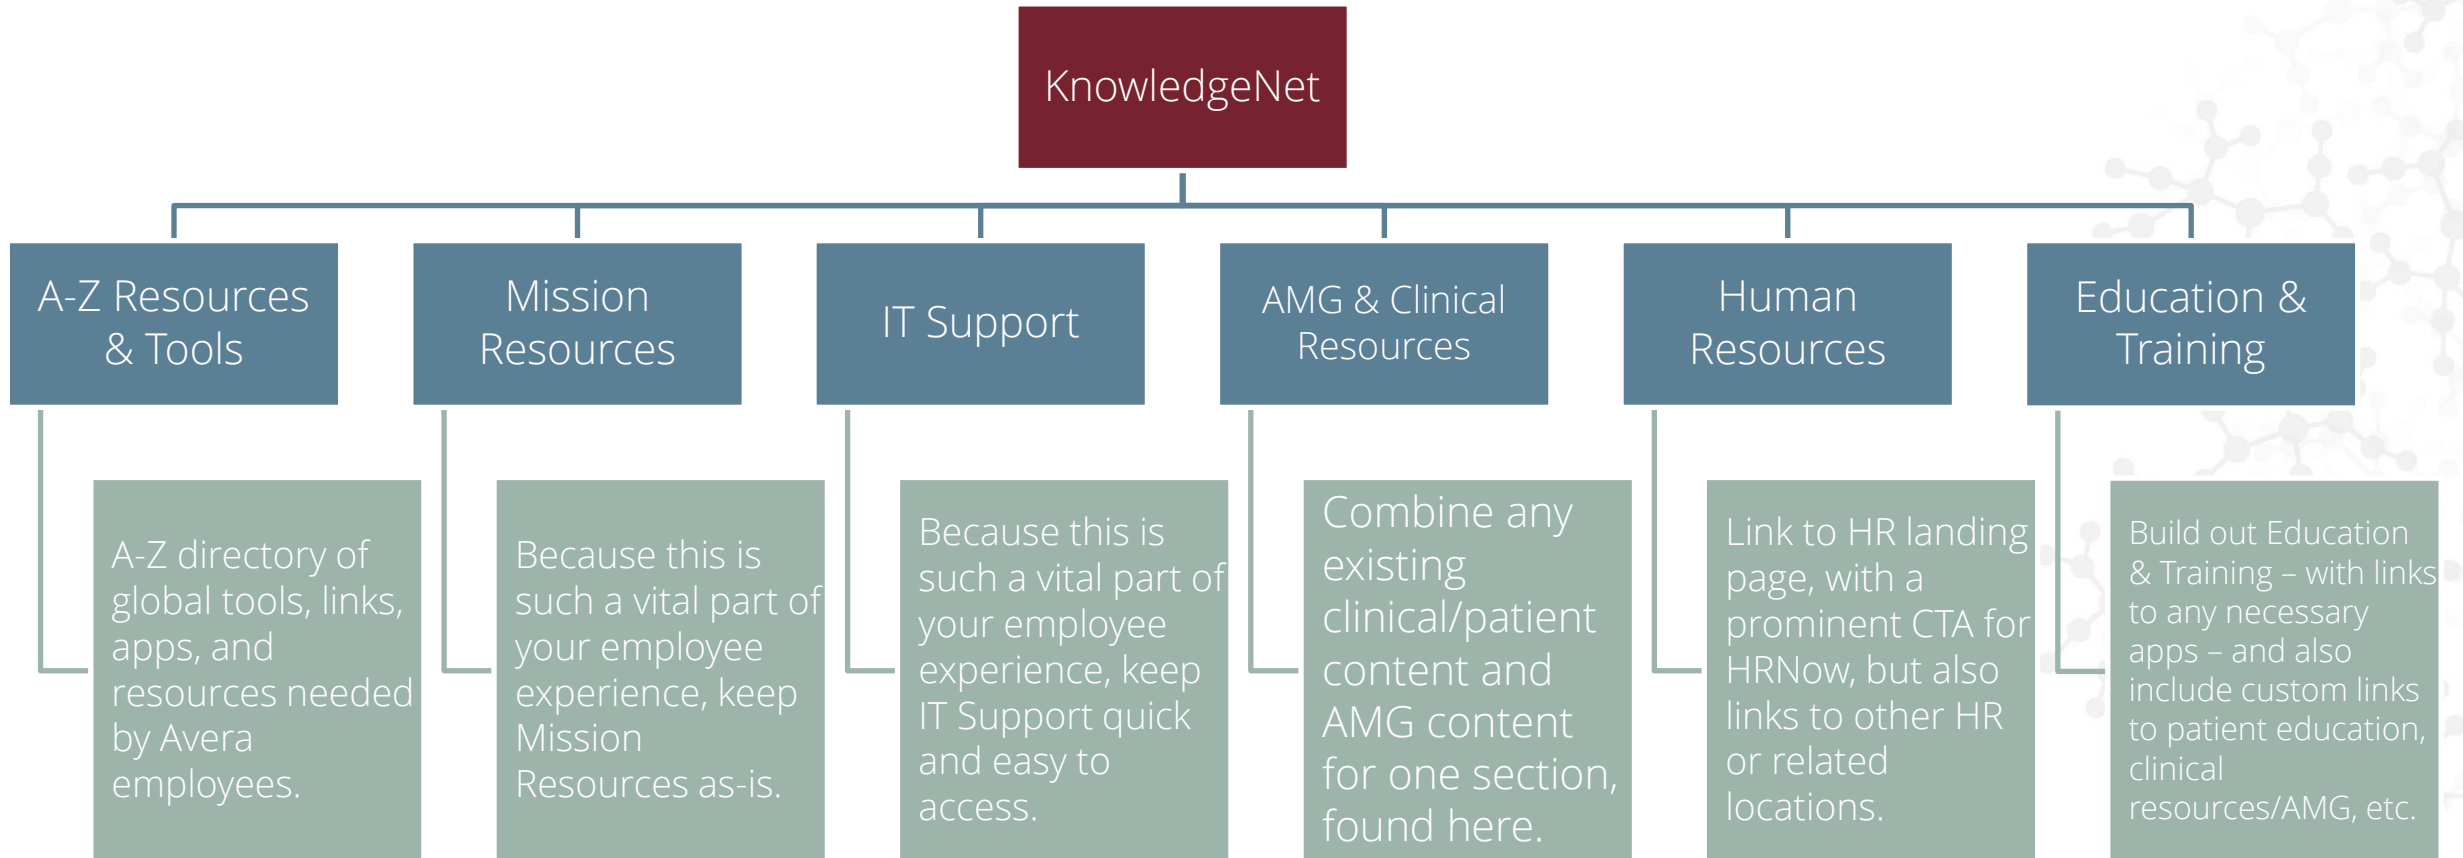 KnowledgeNet
A-Z Resources
& Tools
Mission
Resources
IT Support
AMG & Clinical
Resources
Human
Resources
Education &
Training
A-Z directory of
global tools, links,
apps, and
resources needed
by Avera
employees.
Because this is
such a vital part of
your employee
experience, keep
Mission
Resources as-is.
Because this is
such a vital part of
your employee
experience, keep
IT Support quick
and easy to
access.
Combine any
existing
clinical/patient
content and
AMG content
for one section,
found here.
Link to HR landing
page, with a
prominent CTA for
HRNow, but also
links to other HR
or related
locations.
Build out Education
& Training – with links
to any necessary
apps – and also
include custom links
to patient education,
clinical
resources/AMG, etc.